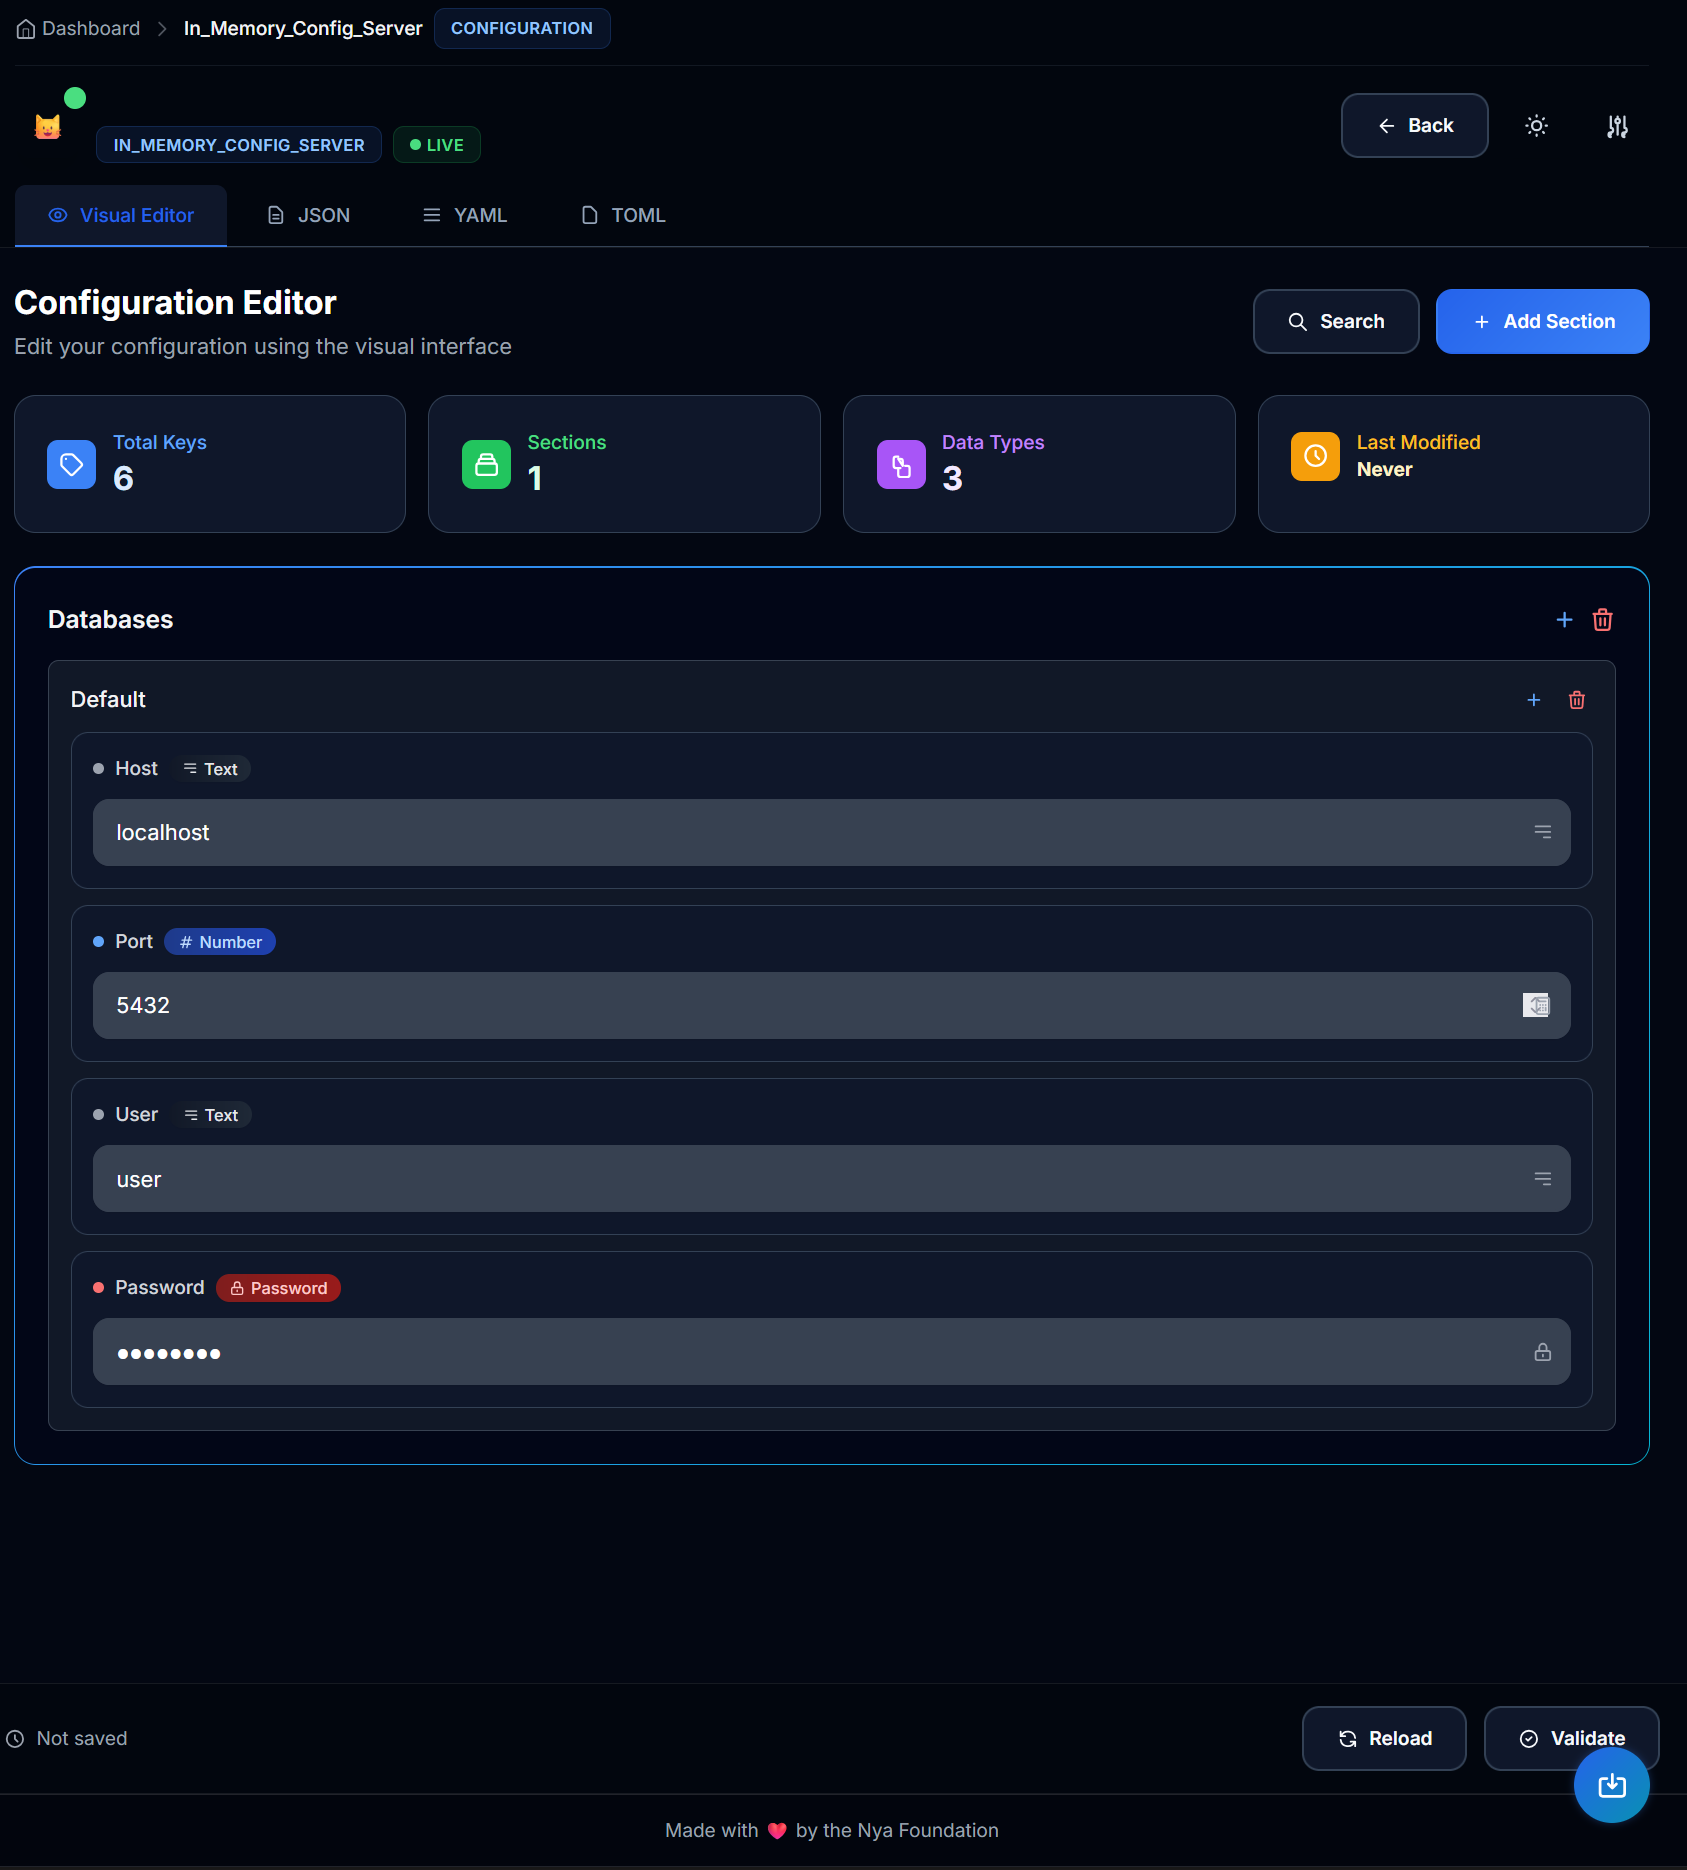 Dashboard > In_Memory_Config_Server CONFIGURATION
IN_MEMORY_CONFIG_SERVER LIVE
Back
Visual Editor JSON YAML TOML
Configuration Editor
Edit your configuration using the visual interface
Search + Add Section
Total Keys
6
Sections
1
Data Types
3
Last Modified
Never
Databases
Default
Host Text
localhost
Port # Number
5432
User Text
user
Password Password
••••••••
Not saved
Reload Validate
Made with ❤️ by the Nya Foundation